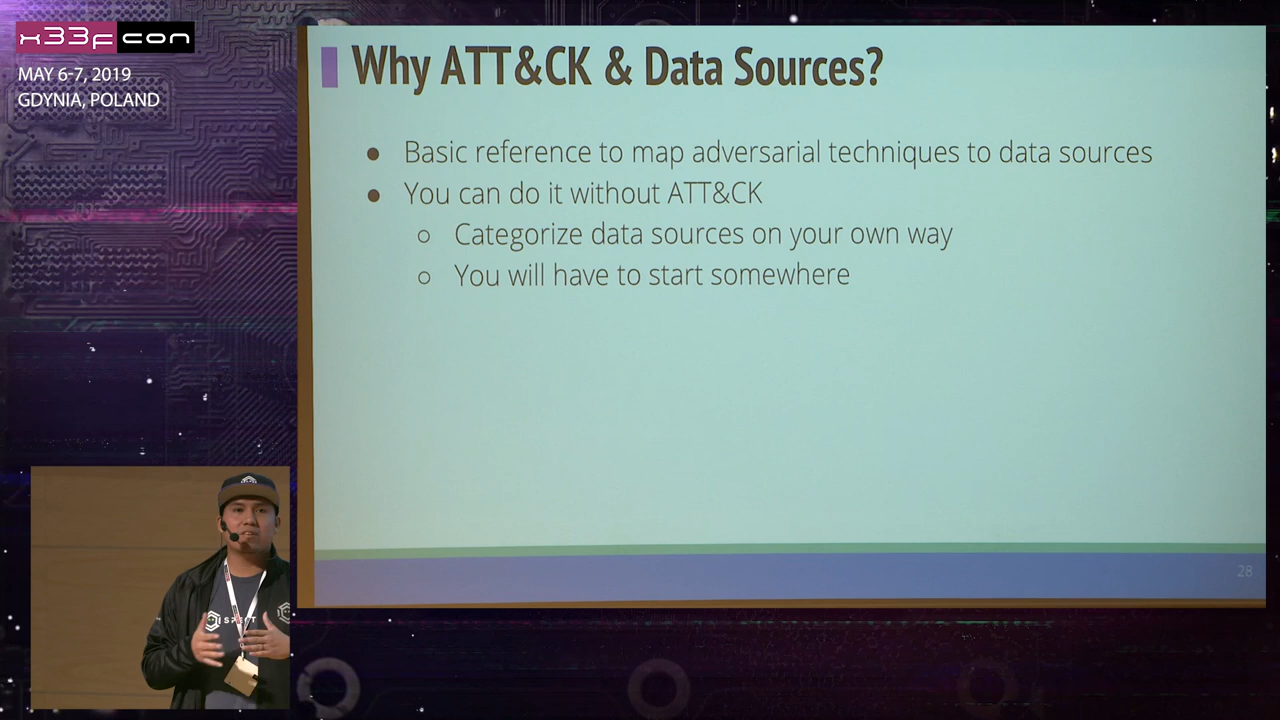 x33fcon
MAY 6-7, 2019
GDYNIA, POLAND
Why ATT&CK & Data Sources?
● Basic reference to map adversarial techniques to data sources
● You can do it without ATT&CK
○ Categorize data sources on your own way
○ You will have to start somewhere
28